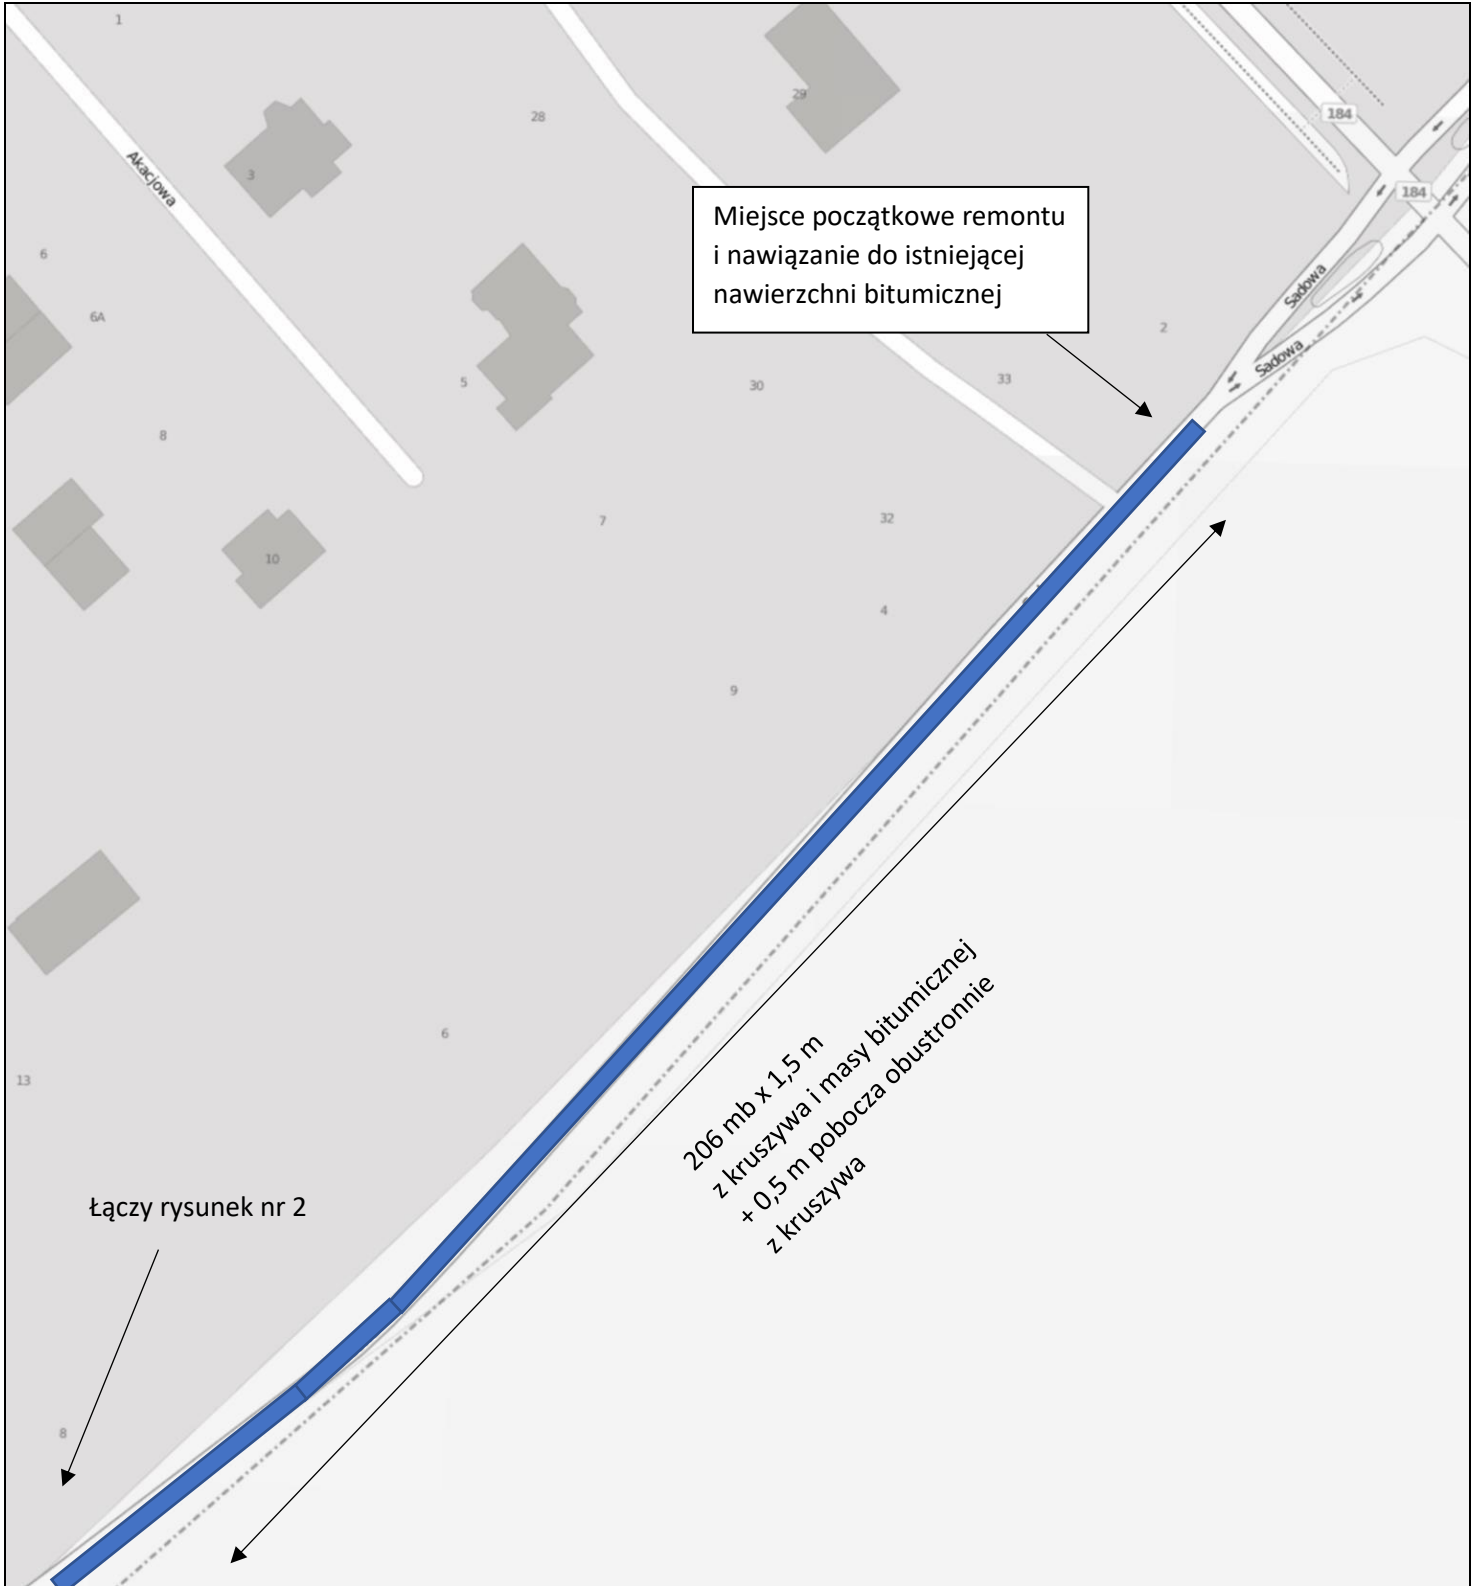 1
29
28
184
Akacjowa
3
184
Miejsce początkowe remontu
i nawiązanie do istniejącej
nawierzchni bitumicznej
6
Sadowa
6A
2
Sadowa
5
30
33
8
7
32
10
4
9
206 mb x 1,5 m
z kruszywa i masy bitumicznej
+ 0,5 m pobocza obustronnie
z kruszywa
6
13
Łączy rysunek nr 2
8